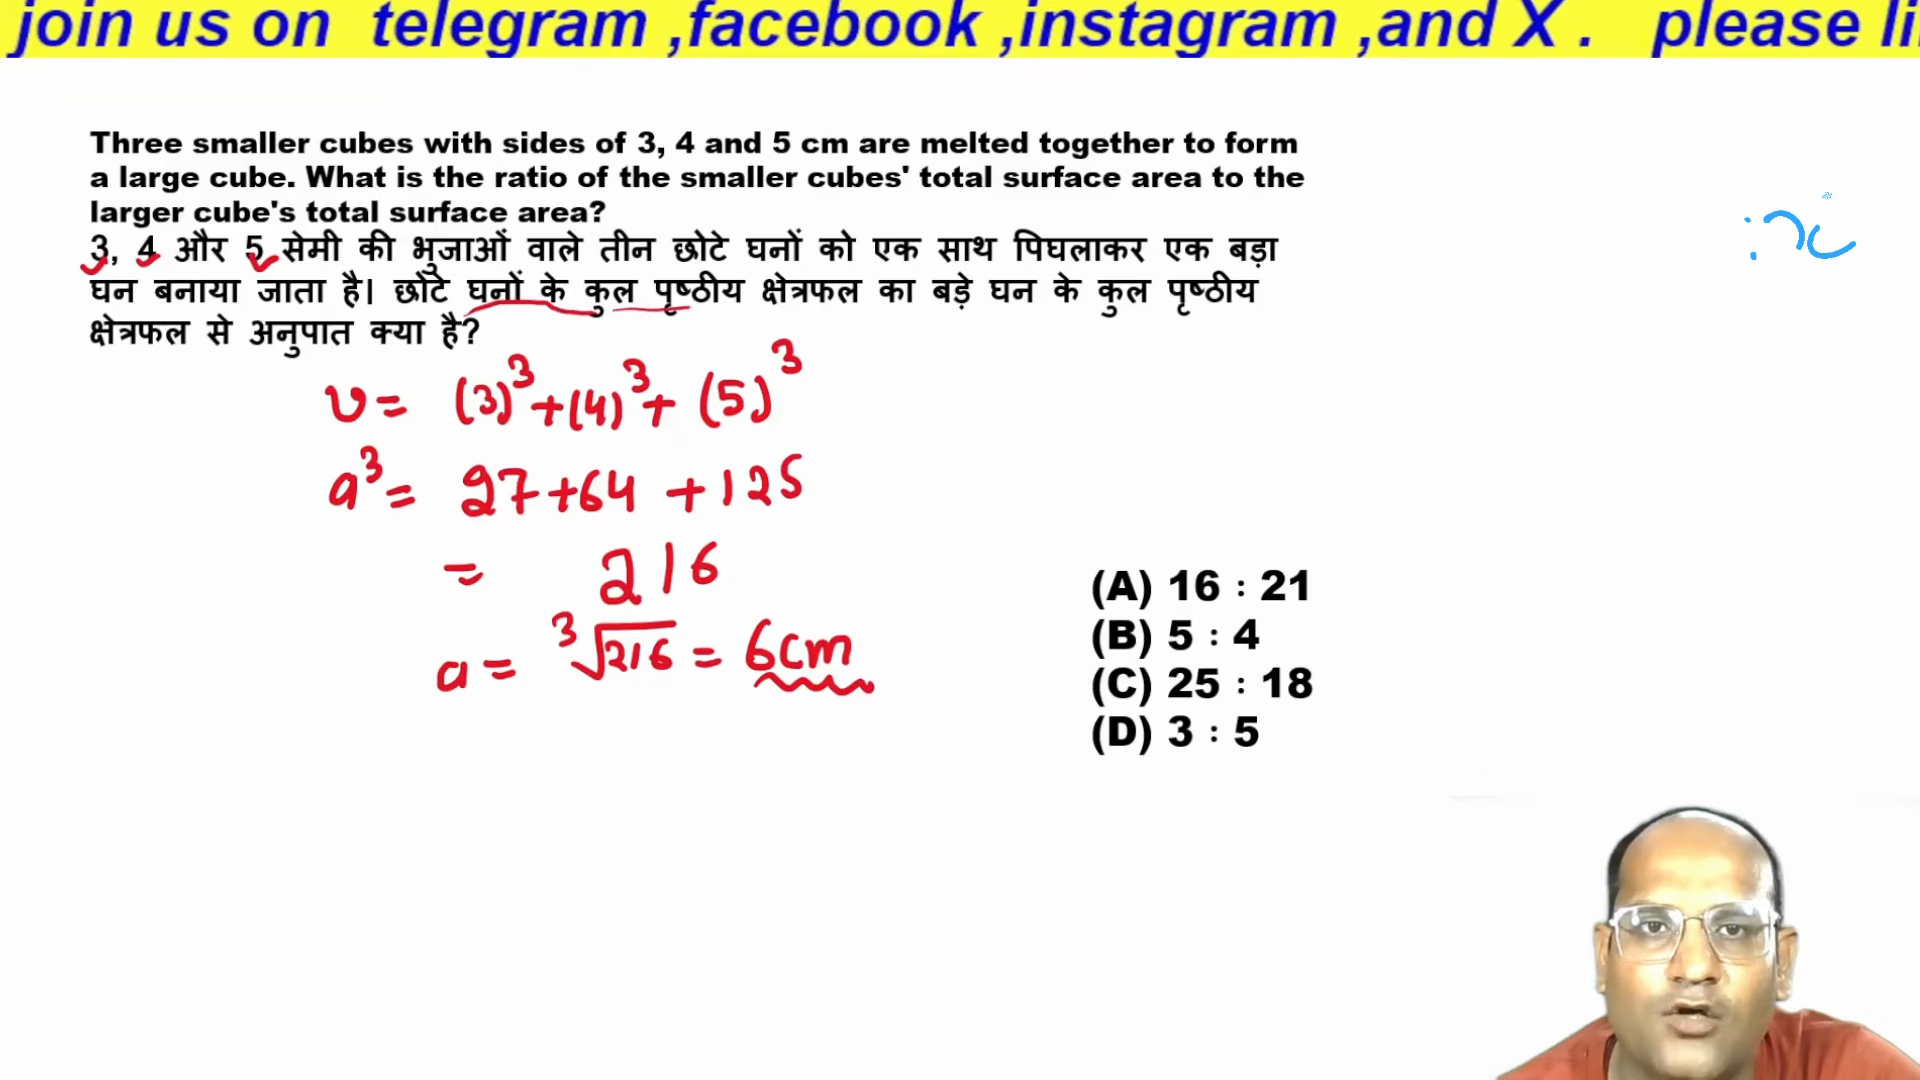 join us on telegram ,facebook ,instagram ,and X . please li
Three smaller cubes with sides of 3, 4 and 5 cm are melted together to form
a large cube. What is the ratio of the smaller cubes' total surface area to the
larger cube's total surface area?
3, 4 और 5 सेमी की भुजाओं वाले तीन छोटे घनों को एक साथ पिघलाकर एक बड़ा
घन बनाया जाता है। छोटे घनों के कुल पृष्ठीय क्षेत्रफल का बड़े घन के कुल पृष्ठीय
क्षेत्रफल से अनुपात क्या है?
v = (3)³ + (4)³ + (5)³
a³ = 27 + 64 + 125
= 216
a = ³√216 = 6cm
(A) 16 : 21
(B) 5 : 4
(C) 25 : 18
(D) 3 : 5